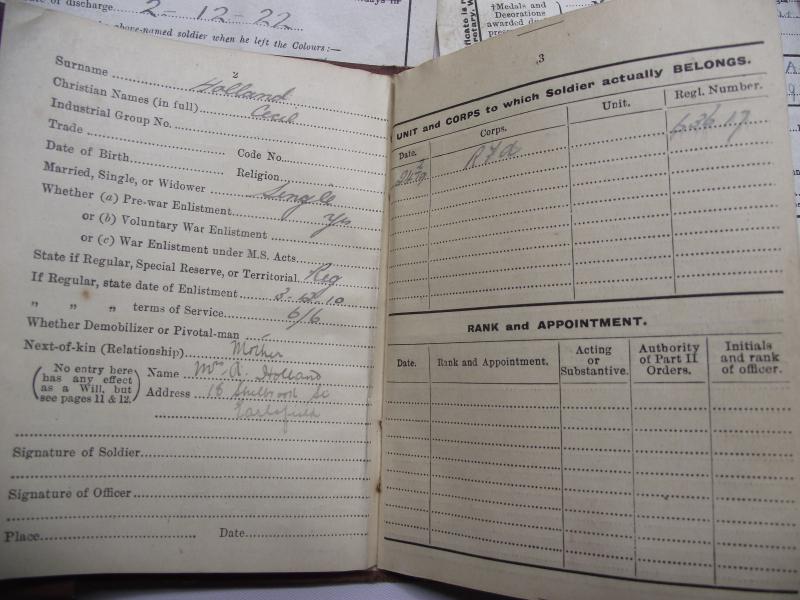 of discharge 2-12-22
above-named soldier when he left the Colours:—
†Medals and
Decorations
awarded
2
Surname Holland
Christian Names (in full) Cecil
Industrial Group No.
Trade Code No.
Date of Birth Religion
Married, Single, or Widower Single
Whether (a) Pre-war Enlistment yes
or (b) Voluntary War Enlistment
or (c) War Enlistment under M.S. Acts
State if Regular, Special Reserve, or Territorial Reg
If Regular, state date of Enlistment
„ „ „ terms of Service 6/6
Whether Demobilizer or Pivotal-man
Next-of-kin (Relationship) Mother
(No entry here
has any effect
as a Will, but
see pages 11 & 12.)
Name Mrs A. Holland
Address 18
Earlsfield
Signature of Soldier
Signature of Officer
Place Date
3
UNIT and CORPS to which Soldier actually BELONGS.
Date. Corps. Unit. Regl. Number.
RFA
RANK and APPOINTMENT.
Date. Rank and Appointment. Acting or Substantive. Authority of Part II Orders. Initials and rank of officer.